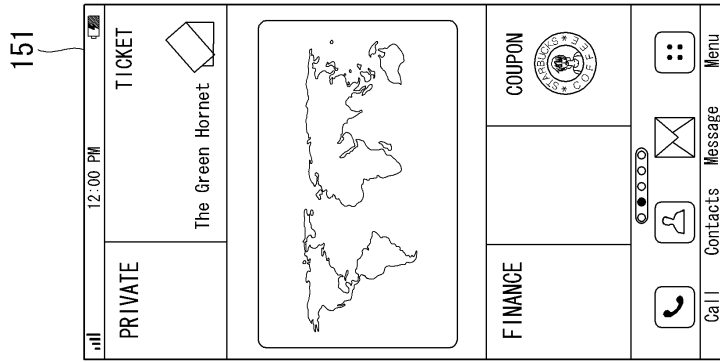 151
12:00 PM
PRIVATE
TICKET
The Green Hornet
FINANCE
COUPON
STARBUCKS
COFFEE
Call
Contacts
Message
Menu